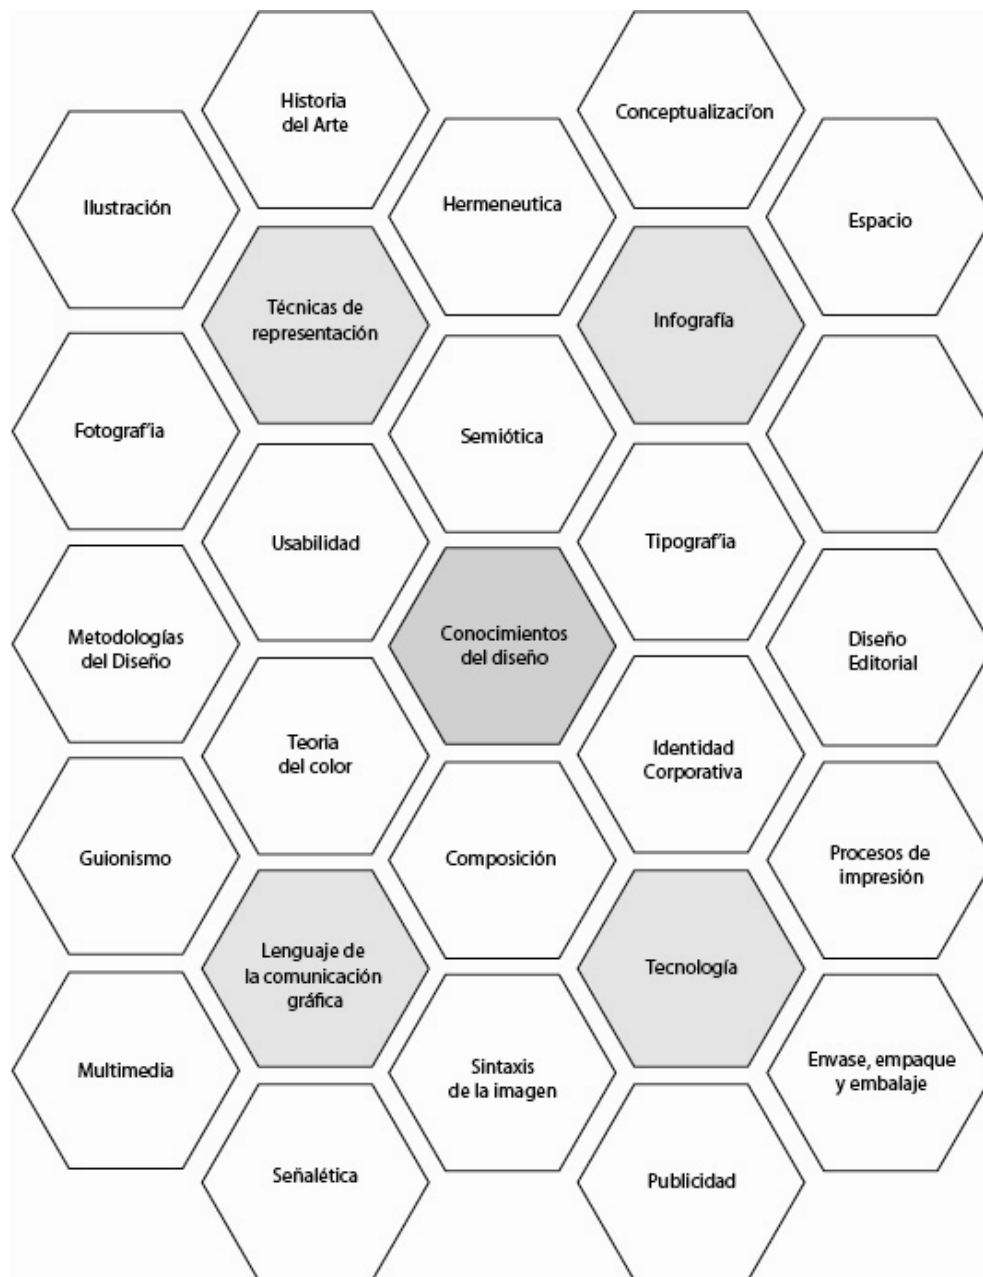 Historia
del Arte
Conceptualizaci'on
Ilustración
Hermeneutica
Espacio
Técnicas de
representación
Infografía
Fotograf'ia
Semiótica
Usabilidad
Tipograf'ia
Metodologías
del Diseño
Conocimientos
del diseño
Diseño
Editorial
Teoria
del color
Identidad
Corporativa
Guionismo
Composición
Procesos de
impresión
Lenguaje de
la comunicación
gráfica
Tecnología
Multimedia
Sintaxis
de la imagen
Envase, empaque
y embalaje
Señalética
Publicidad